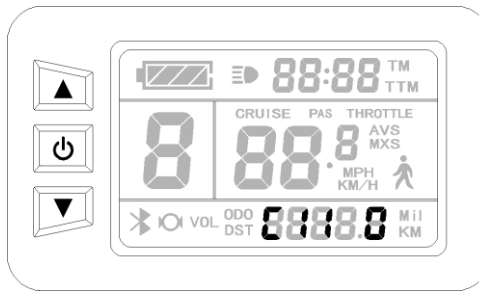 88:88 TM
TTM
CRUISE PAS THROTTLE
8 88.8 AVS
MXS
MPH
KM/H
VOL ODO C11 0 Mil
DST KM